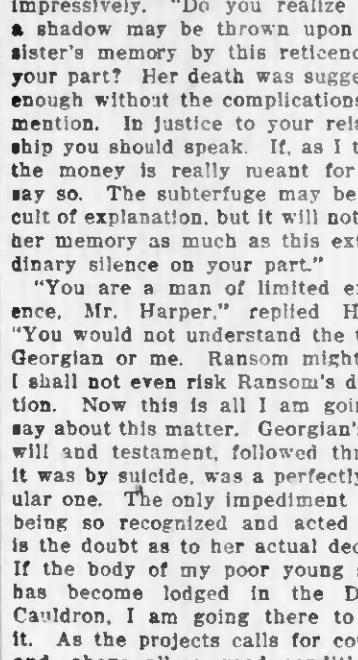 impressively. "Do you realize
a shadow may be thrown upon
sister's memory by this reticenc
your part? Her death was sugge
enough without the complications
mention. In justice to your rela
ship you should speak. If, as I t
the money is really meant for
say so. The subterfuge may be
cult of explanation, but it will not
her memory as much as this ext
dinary silence on your part."
"You are a man of limited e
ence, Mr. Harper," replied H
"You would not understand the
Georgian or me. Ransom might
I shall not even risk Ransom's d
tion. Now this is all I am goin
say about this matter. Georgian's
will and testament, followed th
it was by suicide, was a perfectly
ular one. The only impediment
being so recognized and acted
is the doubt as to her actual dec
If the body of my poor young
has become lodged in the D
Cauldron, I am going there to
it. As the projects calls for co